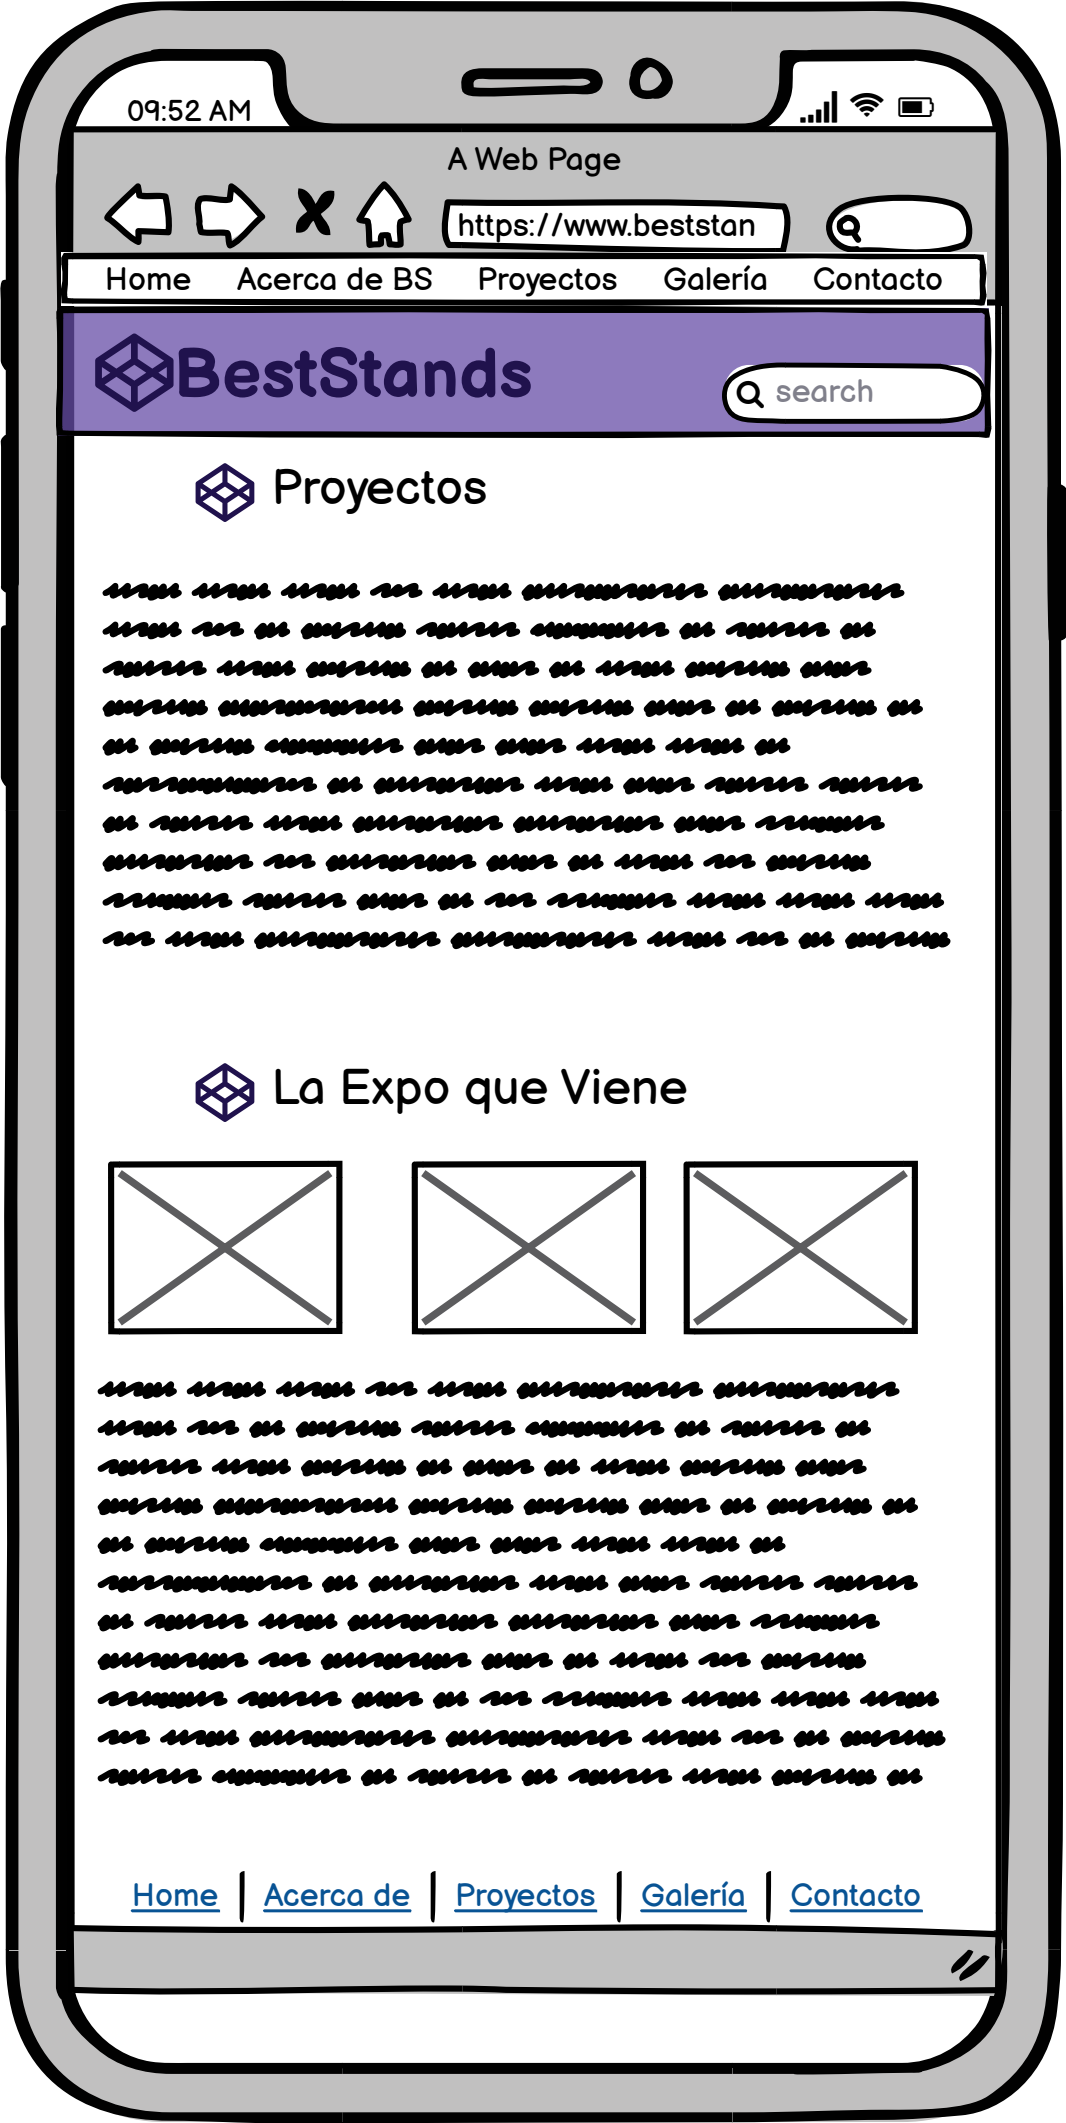 09:52 AM
A Web Page
https://www.beststan
Home Acerca de BS Proyectos Galería Contacto
BestStands
search
Proyectos
La Expo que Viene
Home Acerca de Proyectos Galería Contacto